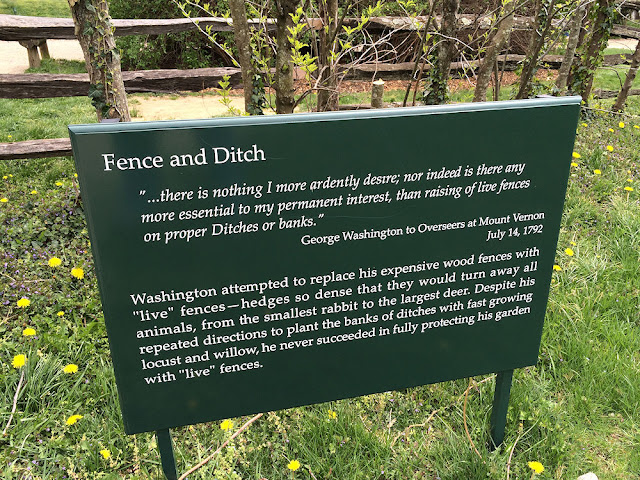 Fence and Ditch
"...there is nothing I more ardently desire; nor indeed is there any
more essential to my permanent interest, than raising of live fences
on proper Ditches or banks."
George Washington to Overseers at Mount Vernon
July 14, 1792
Washington attempted to replace his expensive wood fences with
"live" fences—hedges so dense that they would turn away all
animals, from the smallest rabbit to the largest deer. Despite his
repeated directions to plant the banks of ditches with fast growing
locust and willow, he never succeeded in fully protecting his garden
with "live" fences.